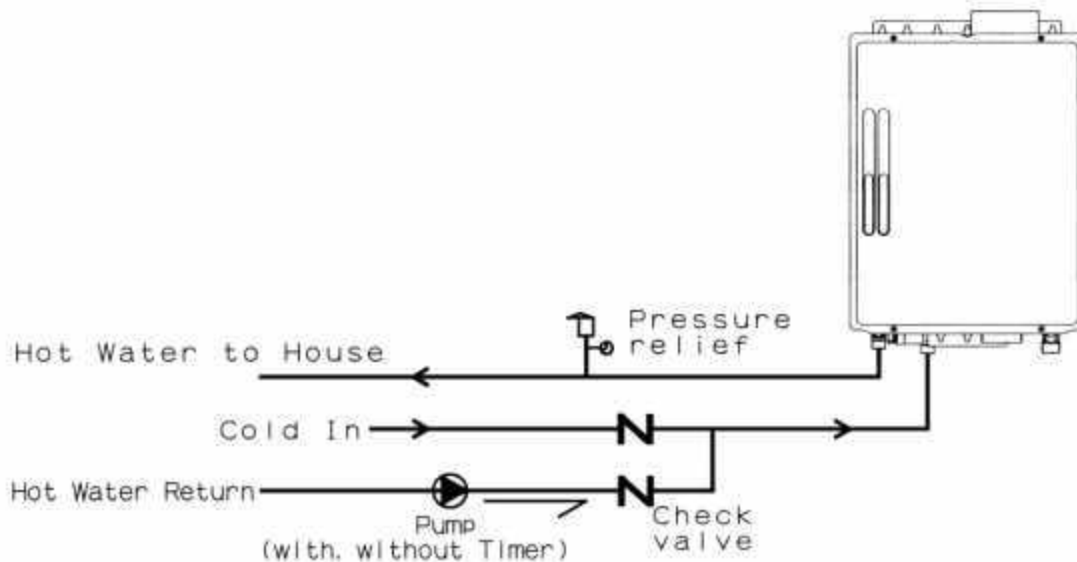 Pressure
relief
Hot Water to House
Cold In
Hot Water Return
Pump
(with. without Timer)
Check
valve